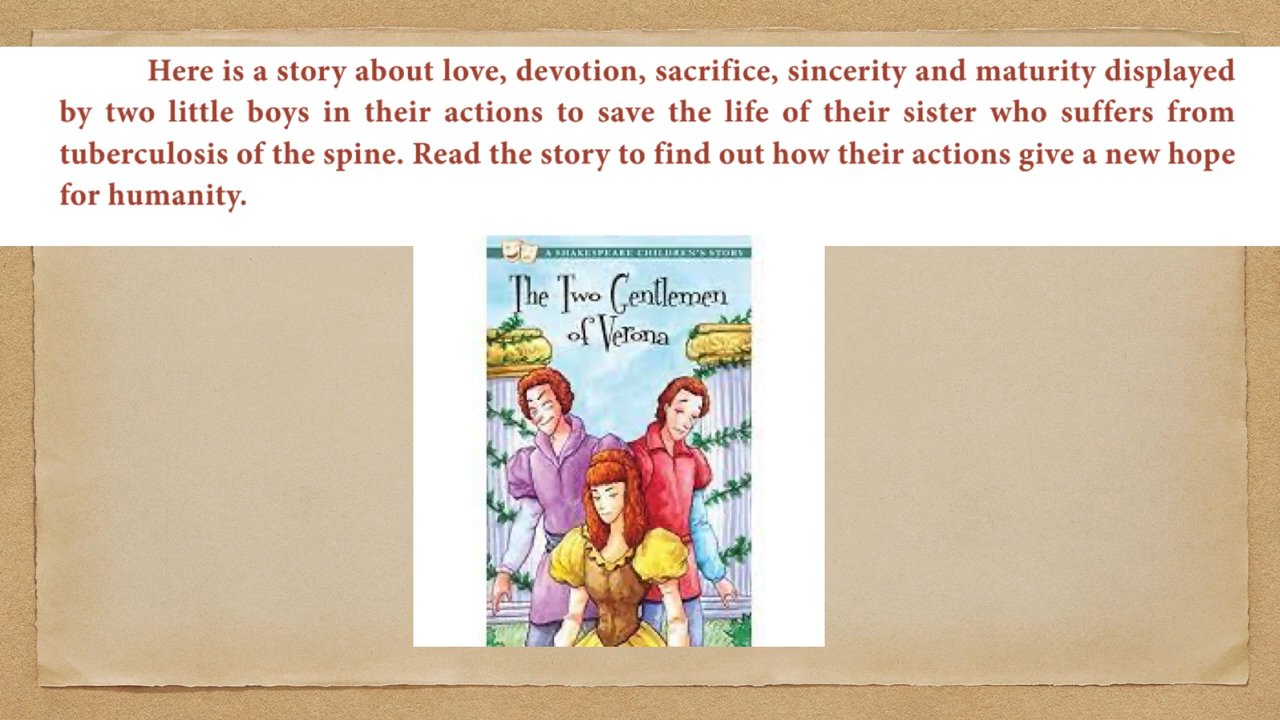 Here is a story about love, devotion, sacrifice, sincerity and maturity displayed
by two little boys in their actions to save the life of their sister who suffers from
tuberculosis of the spine. Read the story to find out how their actions give a new hope
for humanity.
A SHAKESPEARE CHILDREN'S STORY
The Two Gentlemen
of Verona